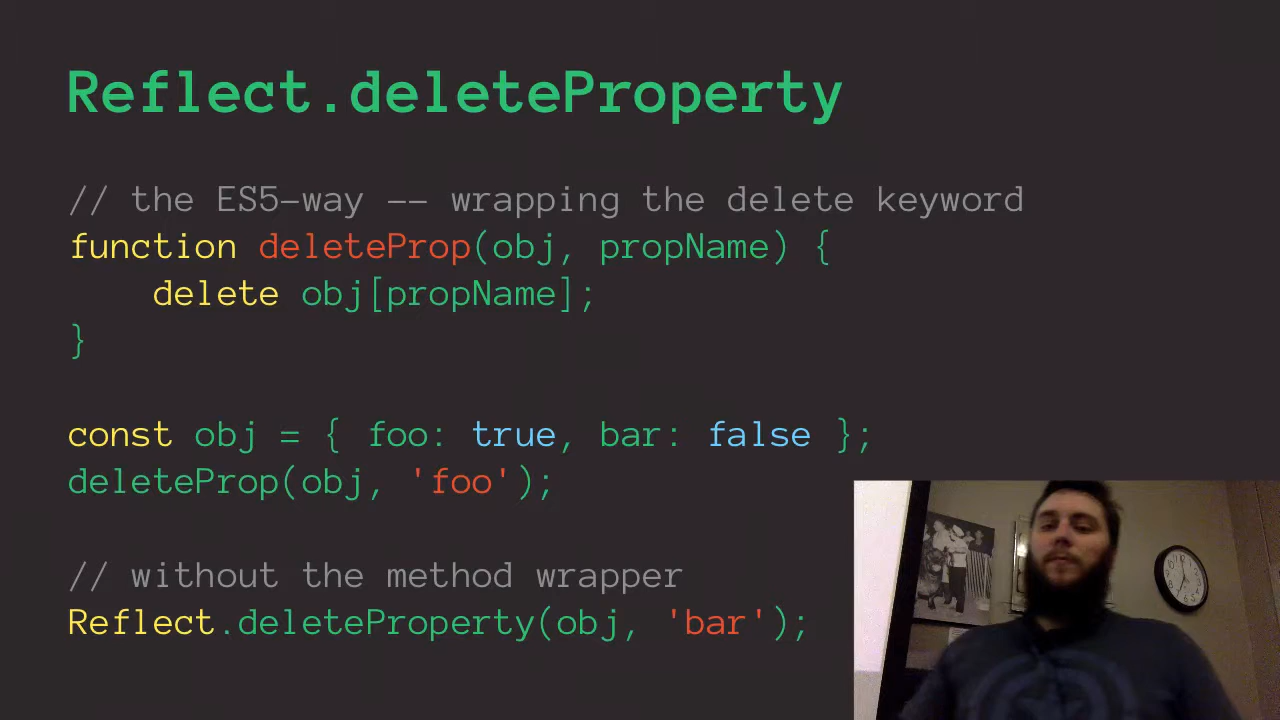 Reflect.deleteProperty
// the ES5-way -- wrapping the delete keyword
function deleteProp(obj, propName) {
    delete obj[propName];
}
const obj = { foo: true, bar: false };
deleteProp(obj, 'foo');
// without the method wrapper
Reflect.deleteProperty(obj, 'bar');